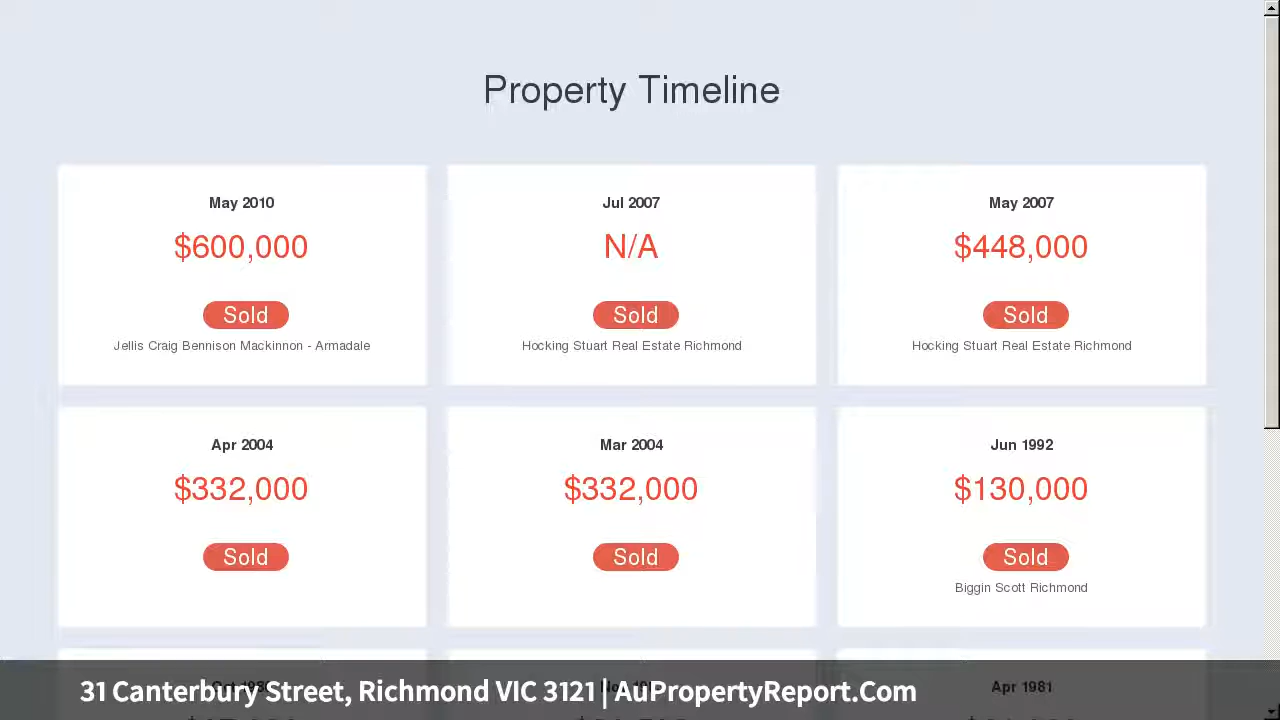 Property Timeline
May 2010
$600,000
Sold
Jellis Craig Bennison Mackinnon - Armadale
Jul 2007
N/A
Sold
Hocking Stuart Real Estate Richmond
May 2007
$448,000
Sold
Hocking Stuart Real Estate Richmond
Apr 2004
$332,000
Sold
Mar 2004
$332,000
Sold
Jun 1992
$130,000
Sold
Biggin Scott Richmond
Apr 1981
31 Canterbury Street, Richmond VIC 3121 | AuPropertyReport.Com